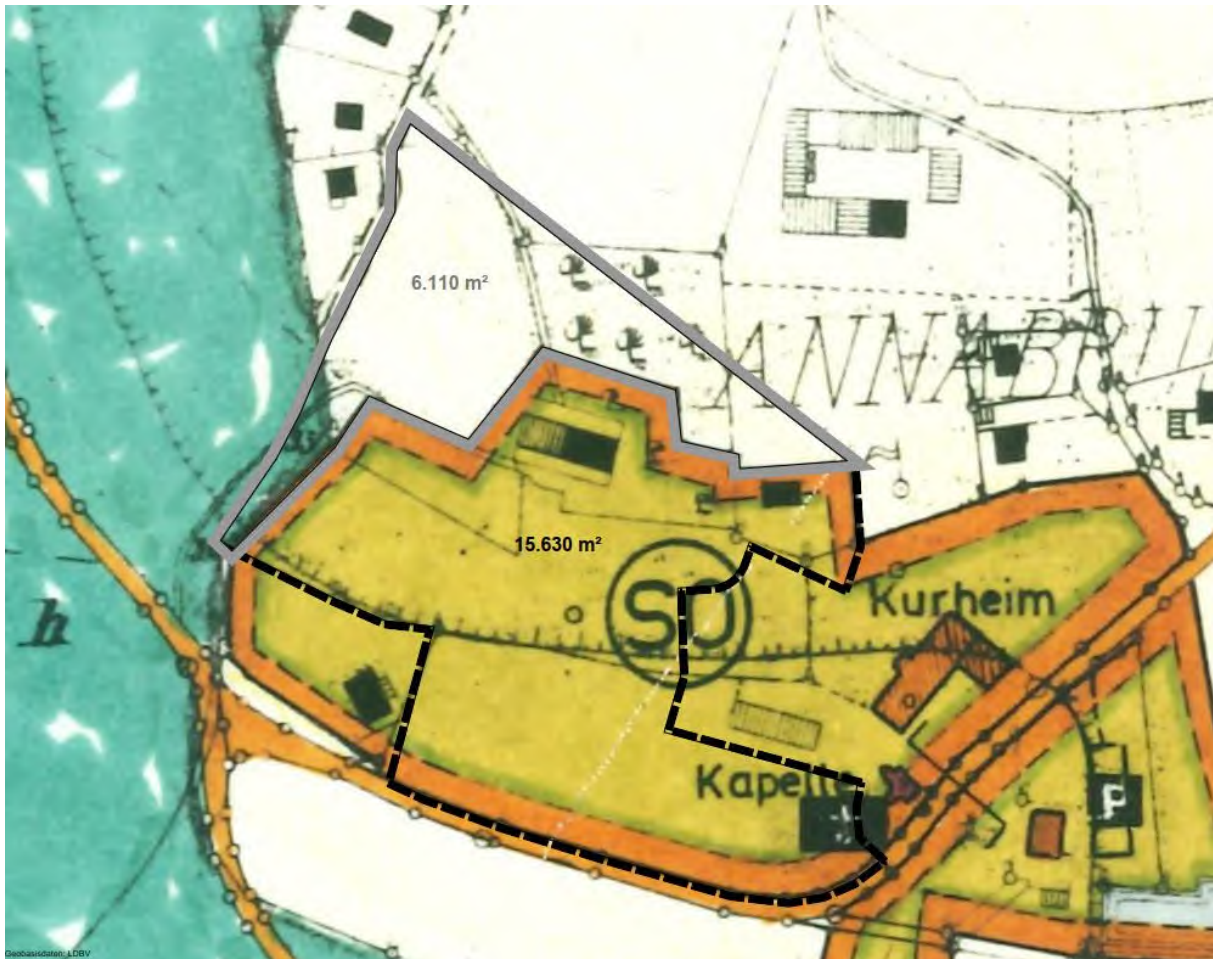 6.110 m²
15.630 m²
SO
Kurheim
h
Kapelle
P
Geobasisdaten: LDBV